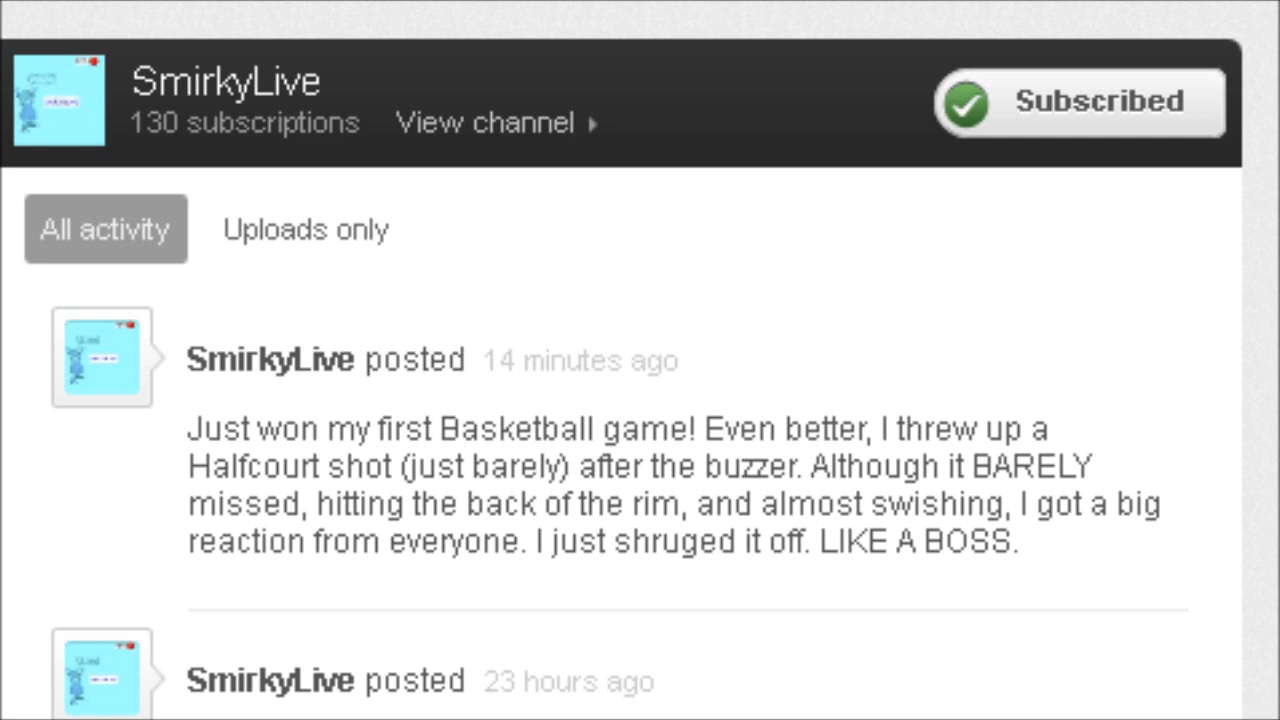 SmirkyLive
130 subscriptions View channel
Subscribed
All activity Uploads only
SmirkyLive posted 14 minutes ago
Just won my first Basketball game! Even better, I threw up a
Halfcourt shot (just barely) after the buzzer. Although it BARELY
missed, hitting the back of the rim, and almost swishing, I got a big
reaction from everyone. I just shruged it off. LIKE A BOSS.
SmirkyLive posted 23 hours ago